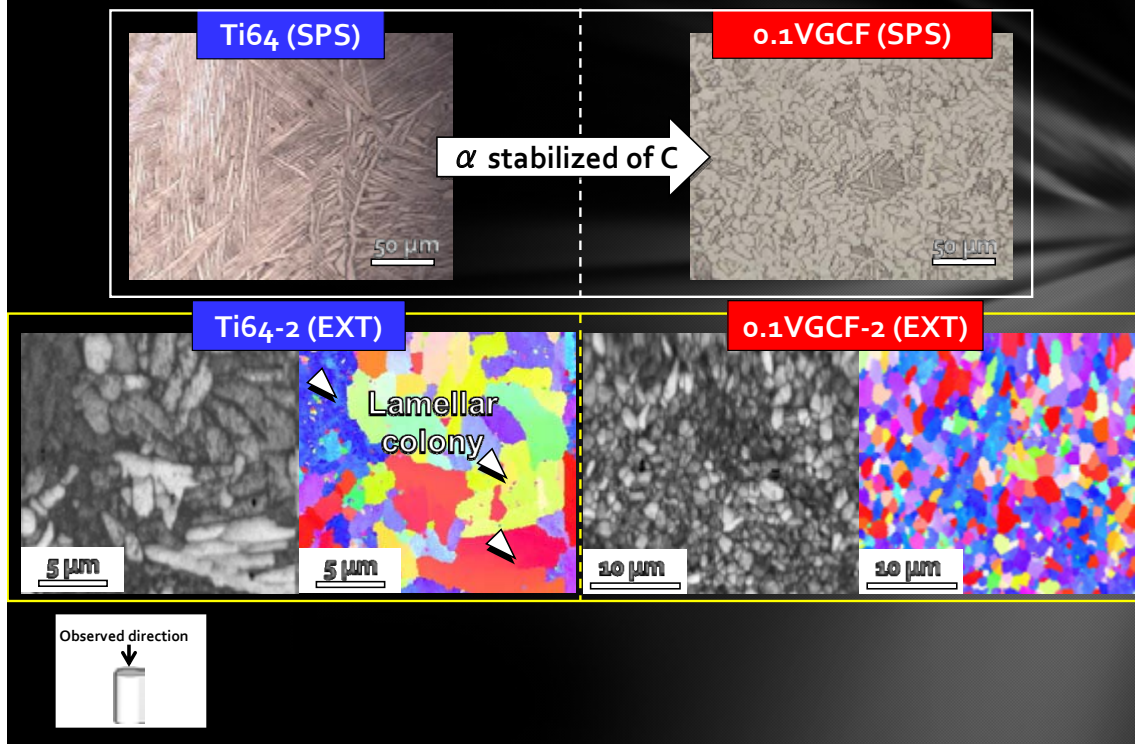 Ti64 (SPS)
0.1VGCF (SPS)
α stabilized of C
50 µm
50 µm
Ti64-2 (EXT)
0.1VGCF-2 (EXT)
Lamellar
colony
5 µm
5 µm
10 µm
10 µm
Observed direction